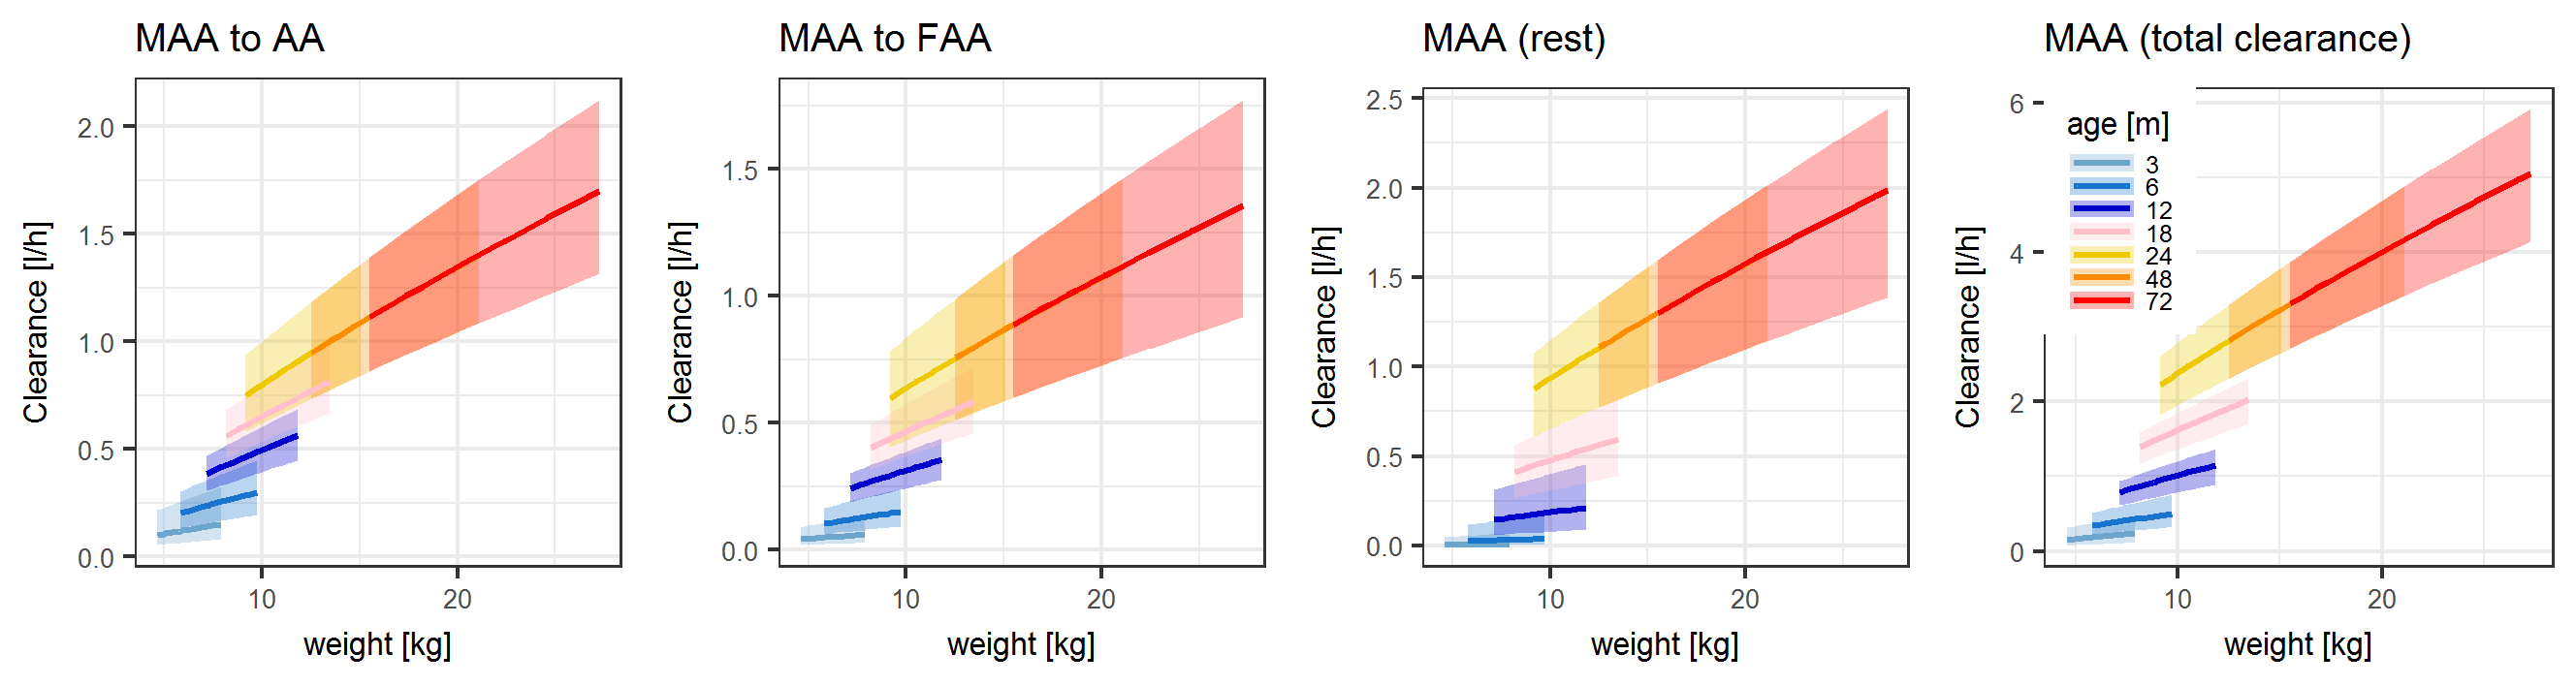 MAA to AA
Clearance [l/h]
2.0
1.5
1.0
0.5
0.0
10 20
weight [kg]
MAA to FAA
Clearance [l/h]
1.5
1.0
0.5
0.0
10 20
weight [kg]
MAA (rest)
Clearance [l/h]
2.5
2.0
1.5
1.0
0.5
0.0
10 20
weight [kg]
MAA (total clearance)
Clearance [l/h]
6
4
2
0
age [m]
3
6
12
18
24
48
72
10 20
weight [kg]